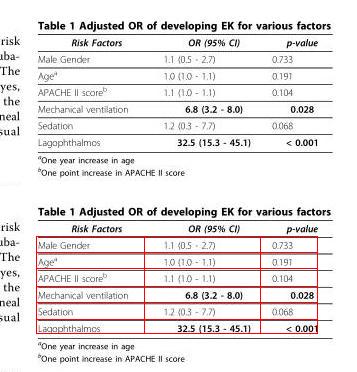 risk
uba-
The
yes,
the
neal
sual
Table 1 Adjusted OR of developing EK for various factors
Risk Factors OR (95% CI) p-value
Male Gender 1.1 (0.5 - 2.7) 0.733
Ageᵃ 1.0 (1.0 - 1.1) 0.191
APACHE II scoreᵇ 1.1 (1.0 - 1.1) 0.104
Mechanical ventilation 6.8 (3.2 - 8.0) 0.028
Sedation 1.2 (0.3 - 7.7) 0.068
Lagophthalmos 32.5 (15.3 - 45.1) < 0.001
ᵃOne year increase in age
ᵇOne point increase in APACHE II score
risk
uba-
The
yes,
the
neal
sual
Table 1 Adjusted OR of developing EK for various factors
Risk Factors OR (95% CI) p-value
Male Gender 1.1 (0.5 - 2.7) 0.733
Ageᵃ 1.0 (1.0 - 1.1) 0.191
APACHE II scoreᵇ 1.1 (1.0 - 1.1) 0.104
Mechanical ventilation 6.8 (3.2 - 8.0) 0.028
Sedation 1.2 (0.3 - 7.7) 0.068
Lagophthalmos 32.5 (15.3 - 45.1) < 0.001
ᵃOne year increase in age
ᵇOne point increase in APACHE II score